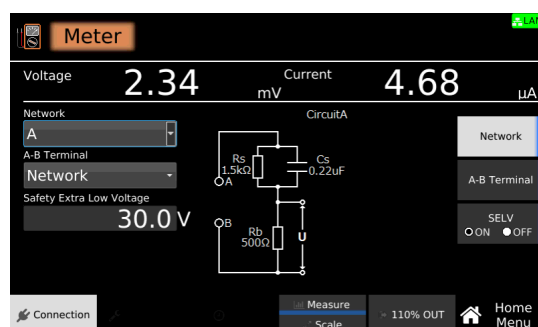 Meter
LAN
Voltage 2.34 mV Current 4.68 µA
Network
A
A-B Terminal
Network
Safety Extra Low Voltage
30.0 V
CircuitA
Rs
1.5kΩ
Cs
0.22uF
A
B
Rb
500Ω
U
Network
A-B Terminal
SELV
ON OFF
Connection
Measure
Scale
110% OUT
Home
Menu